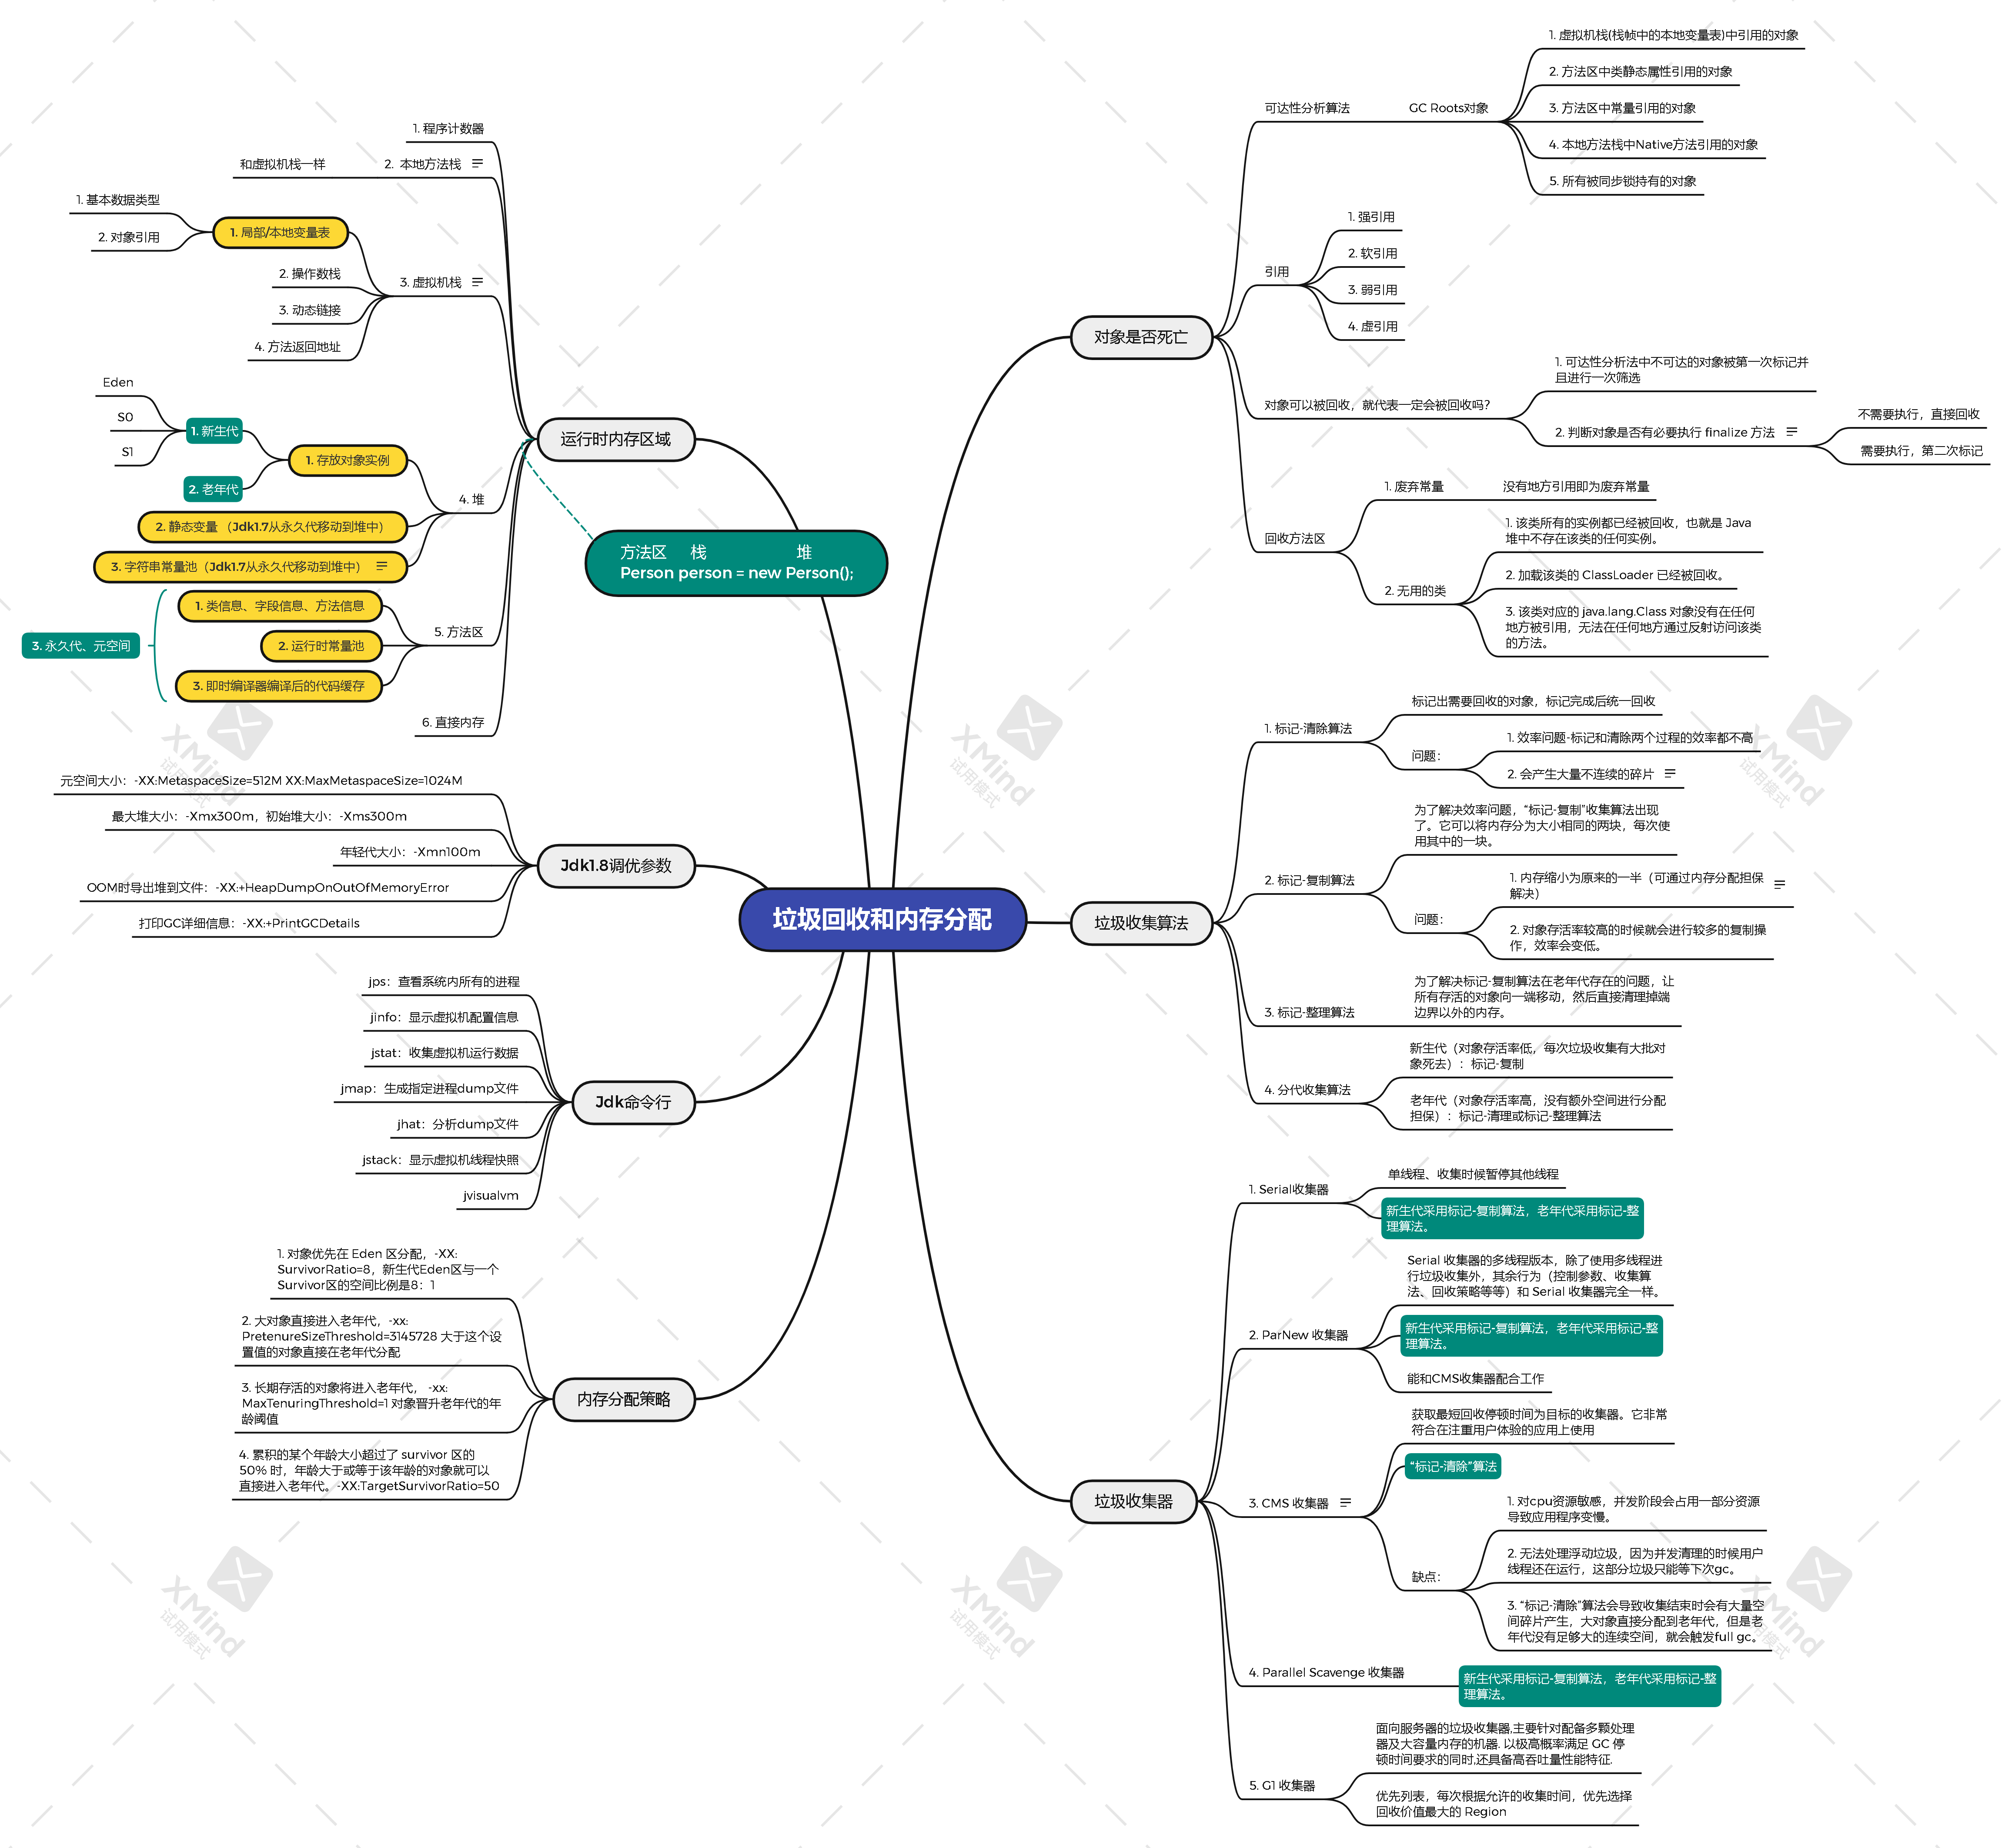 垃圾回收和内存分配
对象是否死亡
可达性分析算法
GC Roots对象
1. 虚拟机栈(栈帧中的本地变量表)中引用的对象
2. 方法区中类静态属性引用的对象
3. 方法区中常量引用的对象
4. 本地方法栈中Native方法引用的对象
5. 所有被同步锁持有的对象
引用
1. 强引用
2. 软引用
3. 弱引用
4. 虚引用
对象可以被回收，就代表一定会被回收吗？
1. 可达性分析法中不可达的对象被第一次标记并
且进行一次筛选
2. 判断对象是否有必要执行 finalize 方法
不需要执行，直接回收
需要执行，第二次标记
回收方法区
1. 废弃常量
没有地方引用即为废弃常量
2. 无用的类
1. 该类所有的实例都已经被回收，也就是 Java
堆中不存在该类的任何实例。
2. 加载该类的 ClassLoader 已经被回收。
3. 该类对应的 java.lang.Class 对象没有在任何
地方被引用，无法在任何地方通过反射访问该类
的方法。
垃圾收集算法
1. 标记-清除算法
标记出需要回收的对象，标记完成后统一回收
问题：
1. 效率问题-标记和清除两个过程的效率都不高
2. 会产生大量不连续的碎片
2. 标记-复制算法
为了解决效率问题，“标记-复制”收集算法出现
了。它可以将内存分为大小相同的两块，每次使
用其中的一块。
问题：
1. 内存缩小为原来的一半（可通过内存分配担保
解决）
2. 对象存活率较高的时候就会进行较多的复制操
作，效率会变低。
3. 标记-整理算法
为了解决标记-复制算法在老年代存在的问题，让
所有存活的对象向一端移动，然后直接清理掉端
边界以外的内存。
4. 分代收集算法
新生代（对象存活率低，每次垃圾收集有大批对
象死去）：标记-复制
老年代（对象存活率高，没有额外空间进行分配
担保）：标记-清理或标记-整理算法
垃圾收集器
1. Serial收集器
单线程、收集时候暂停其他线程
新生代采用标记-复制算法，老年代采用标记-整
理算法。
2. ParNew 收集器
Serial 收集器的多线程版本，除了使用多线程进
行垃圾收集外，其余行为（控制参数、收集算
法、回收策略等等）和 Serial 收集器完全一样。
新生代采用标记-复制算法，老年代采用标记-整
理算法。
能和CMS收集器配合工作
3. CMS 收集器
获取最短回收停顿时间为目标的收集器。它非常
符合在注重用户体验的应用上使用
“标记-清除”算法
缺点：
1. 对cpu资源敏感，并发阶段会占用一部分资源
导致应用程序变慢。
2. 无法处理浮动垃圾，因为并发清理的时候用户
线程还在运行，这部分垃圾只能等下次gc。
3. “标记-清除”算法会导致收集结束时会有大量空
间碎片产生，大对象直接分配到老年代，但是老
年代没有足够大的连续空间，就会触发full gc。
4. Parallel Scavenge 收集器
新生代采用标记-复制算法，老年代采用标记-整
理算法。
5. G1 收集器
面向服务器的垃圾收集器,主要针对配备多颗处理
器及大容量内存的机器. 以极高概率满足 GC 停
顿时间要求的同时,还具备高吞吐量性能特征.
优先列表，每次根据允许的收集时间，优先选择
回收价值最大的 Region
运行时内存区域
1. 程序计数器
2. 本地方法栈
和虚拟机栈一样
3. 虚拟机栈
1. 局部/本地变量表
1. 基本数据类型
2. 对象引用
2. 操作数栈
3. 动态链接
4. 方法返回地址
4. 堆
1. 存放对象实例
1. 新生代
Eden
S0
S1
2. 老年代
2. 静态变量 （Jdk1.7从永久代移动到堆中）
3. 字符串常量池（Jdk1.7从永久代移动到堆中）
5. 方法区
1. 类信息、字段信息、方法信息
2. 运行时常量池
3. 即时编译器编译后的代码缓存
3. 永久代、元空间
6. 直接内存
方法区 栈 堆
Person person = new Person();
Jdk1.8调优参数
元空间大小：-XX:MetaspaceSize=512M XX:MaxMetaspaceSize=1024M
最大堆大小：-Xmx300m，初始堆大小：-Xms300m
年轻代大小：-Xmn100m
OOM时导出堆到文件：-XX:+HeapDumpOnOutOfMemoryError
打印GC详细信息：-XX:+PrintGCDetails
Jdk命令行
jps：查看系统内所有的进程
jinfo：显示虚拟机配置信息
jstat：收集虚拟机运行数据
jmap：生成指定进程dump文件
jhat：分析dump文件
jstack：显示虚拟机线程快照
jvisualvm
内存分配策略
1. 对象优先在 Eden 区分配，-XX:
SurvivorRatio=8，新生代Eden区与一个
Survivor区的空间比例是8：1
2. 大对象直接进入老年代，-xx:
PretenureSizeThreshold=3145728 大于这个设
置值的对象直接在老年代分配
3. 长期存活的对象将进入老年代， -xx:
MaxTenuringThreshold=1 对象晋升老年代的年
龄阈值
4. 累积的某个年龄大小超过了 survivor 区的
50% 时，年龄大于或等于该年龄的对象就可以
直接进入老年代。-XX:TargetSurvivorRatio=50
XMind
试用模式
XMind
试用模式
XMind
试用模式
XMind
试用模式
XMind
试用模式
XMind
试用模式